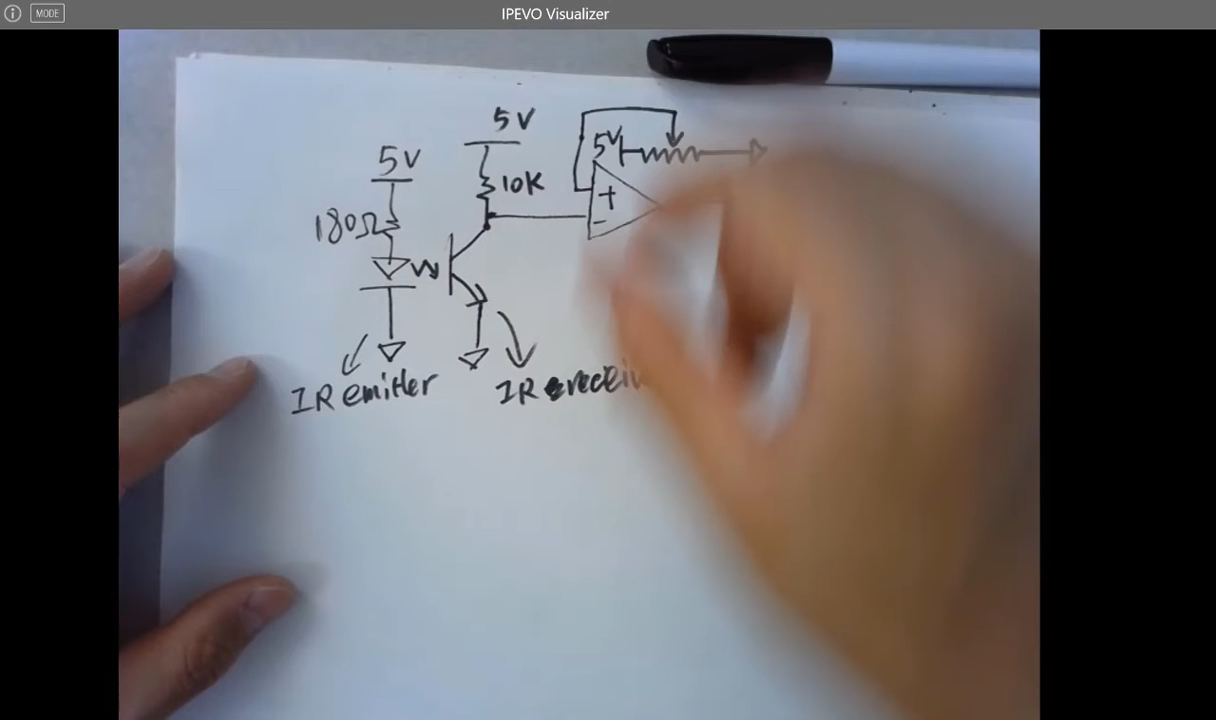 IPEVO Visualizer
MODE
5V
5V
5V
10K
180Ω
+
-
IR emitter
IR